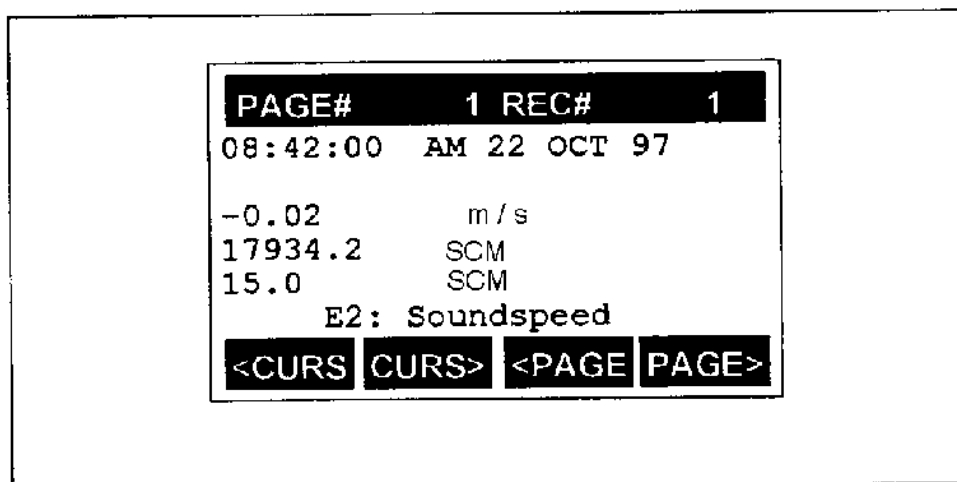 PAGE# 1 REC# 1
08:42:00 AM 22 OCT 97
-0.02 m/s
17934.2 SCM
15.0 SCM
E2: Soundspeed
<CURS CURS> <PAGE PAGE>